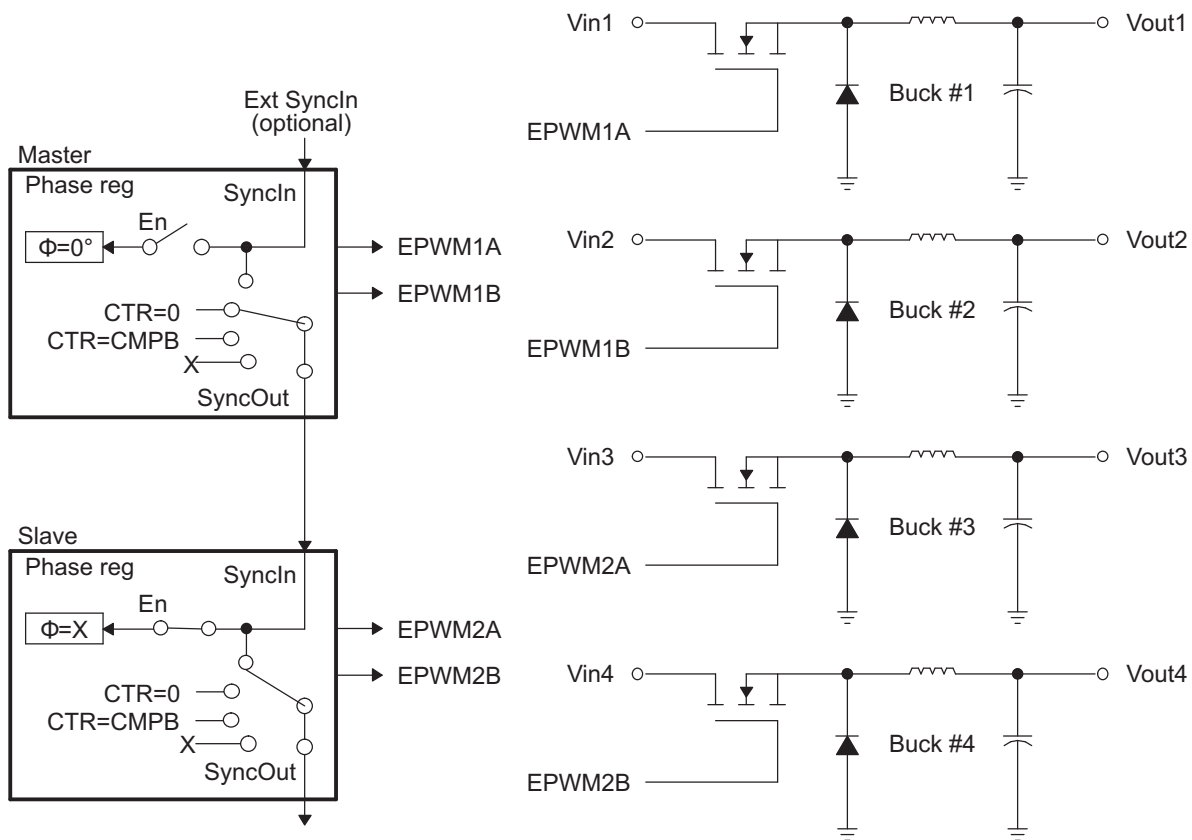 Ext SyncIn
(optional)
Master
Phase reg
SyncIn
En
Φ=0°
EPWM1A
EPWM1B
CTR=0
CTR=CMPB
X
SyncOut
Slave
Phase reg
SyncIn
En
Φ=X
EPWM2A
EPWM2B
CTR=0
CTR=CMPB
X
SyncOut
Vin1
Vout1
Buck #1
EPWM1A
Vin2
Vout2
Buck #2
EPWM1B
Vin3
Vout3
Buck #3
EPWM2A
Vin4
Vout4
Buck #4
EPWM2B